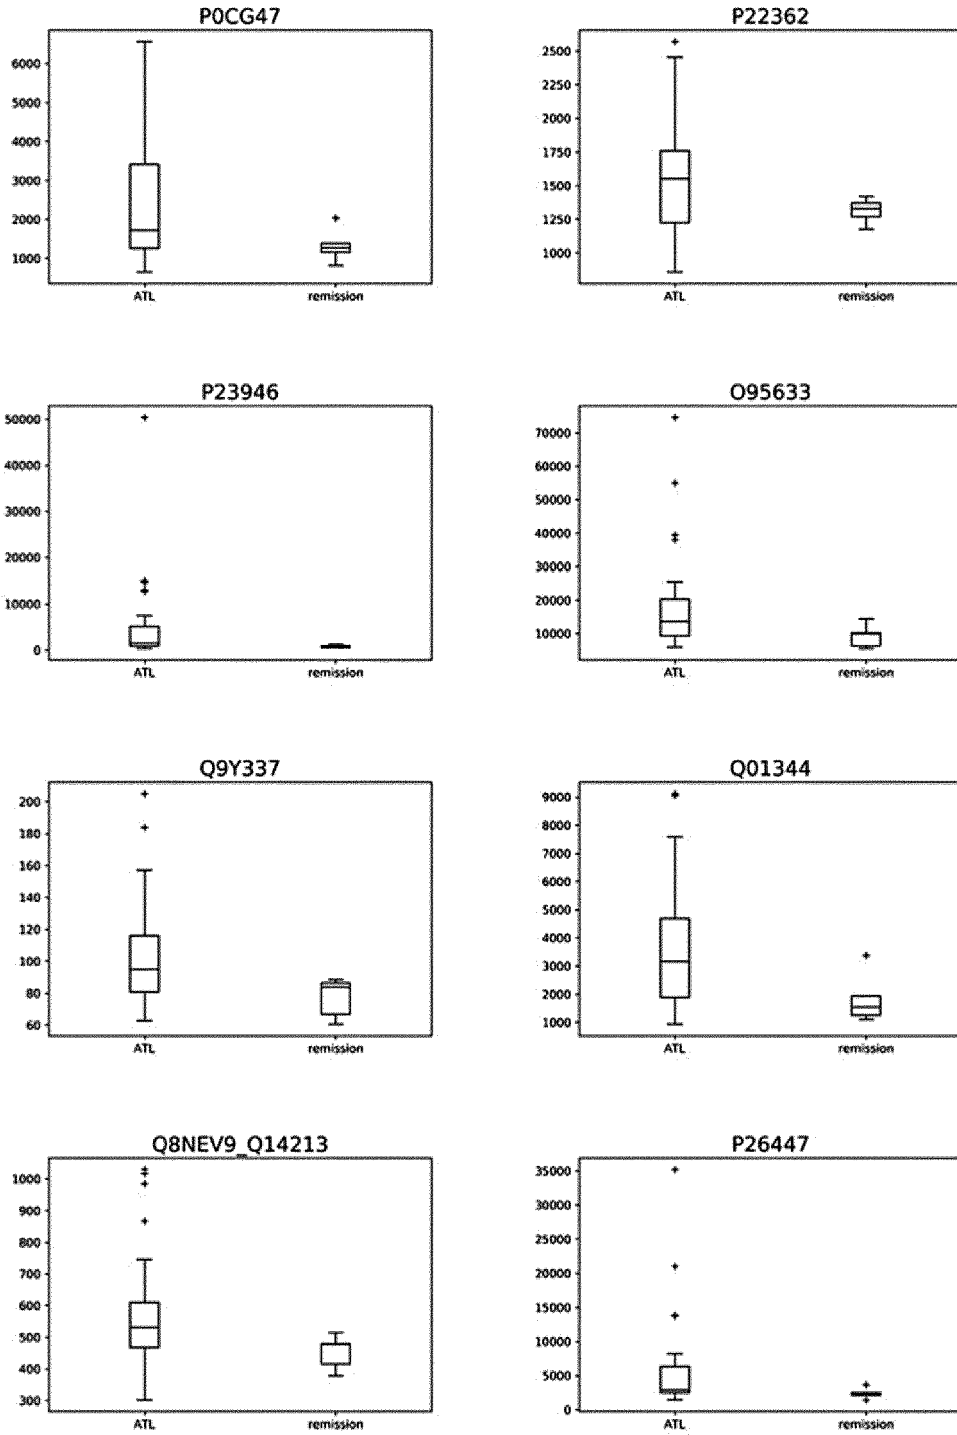 P0CG47
6000
5000
4000
3000
2000
1000
ATL
remission
P22362
2500
2250
2000
1750
1500
1250
1000
ATL
remission
P23946
50000
40000
30000
20000
10000
0
ATL
remission
O95633
70000
60000
50000
40000
30000
20000
10000
ATL
remission
Q9Y337
200
180
160
140
120
100
80
60
ATL
remission
Q01344
9000
8000
7000
6000
5000
4000
3000
2000
1000
ATL
remission
Q8NEV9_Q14213
1000
900
800
700
600
500
400
300
ATL
remission
P26447
35000
30000
25000
20000
15000
10000
5000
0
ATL
remission